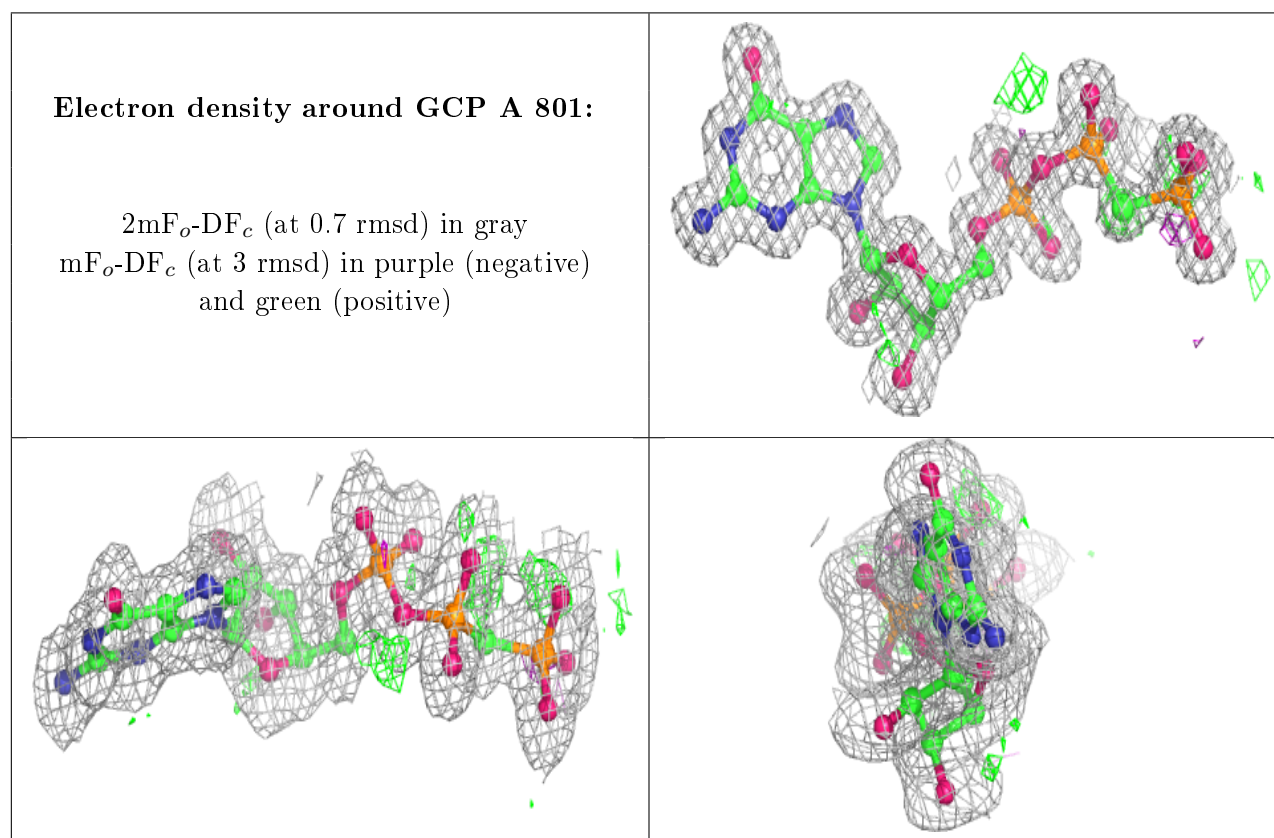 Electron density around GCP A 801:
2mFo-DFc (at 0.7 rmsd) in gray
mFo-DFc (at 3 rmsd) in purple (negative)
and green (positive)